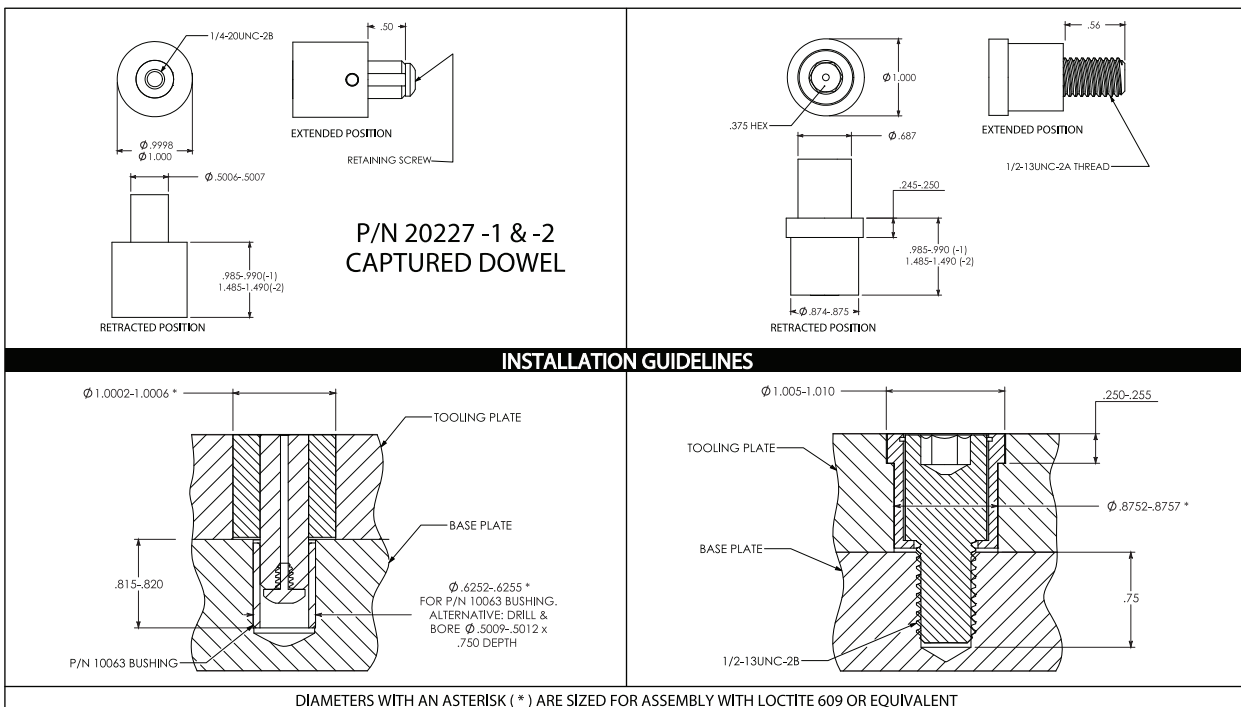 1/4-20UNC-2B
.50
EXTENDED POSITION
RETAINING SCREW
Ø.9998
Ø1.000
Ø.5006-.5007
P/N 20227 -1 & -2
CAPTURED DOWEL
.985-.990(-1)
1.485-1.490(-2)
RETRACTED POSITION
.56
Ø1.000
.375 HEX
EXTENDED POSITION
Ø.687
1/2-13UNC-2A THREAD
.245-.250
.985-.990 (-1)
1.485-1.490 (-2)
Ø.874-.875
RETRACTED POSITION
INSTALLATION GUIDELINES
Ø1.0002-1.0006 *
TOOLING PLATE
BASE PLATE
.815-.820
Ø.6252-.6255 *
FOR P/N 10063 BUSHING.
ALTERNATIVE: DRILL &
BORE Ø.5009-.5012 x
.750 DEPTH
P/N 10063 BUSHING
Ø1.005-1.010
.250-.255
TOOLING PLATE
Ø.8752-.8757 *
BASE PLATE
.75
1/2-13UNC-2B
DIAMETERS WITH AN ASTERISK ( * ) ARE SIZED FOR ASSEMBLY WITH LOCTITE 609 OR EQUIVALENT